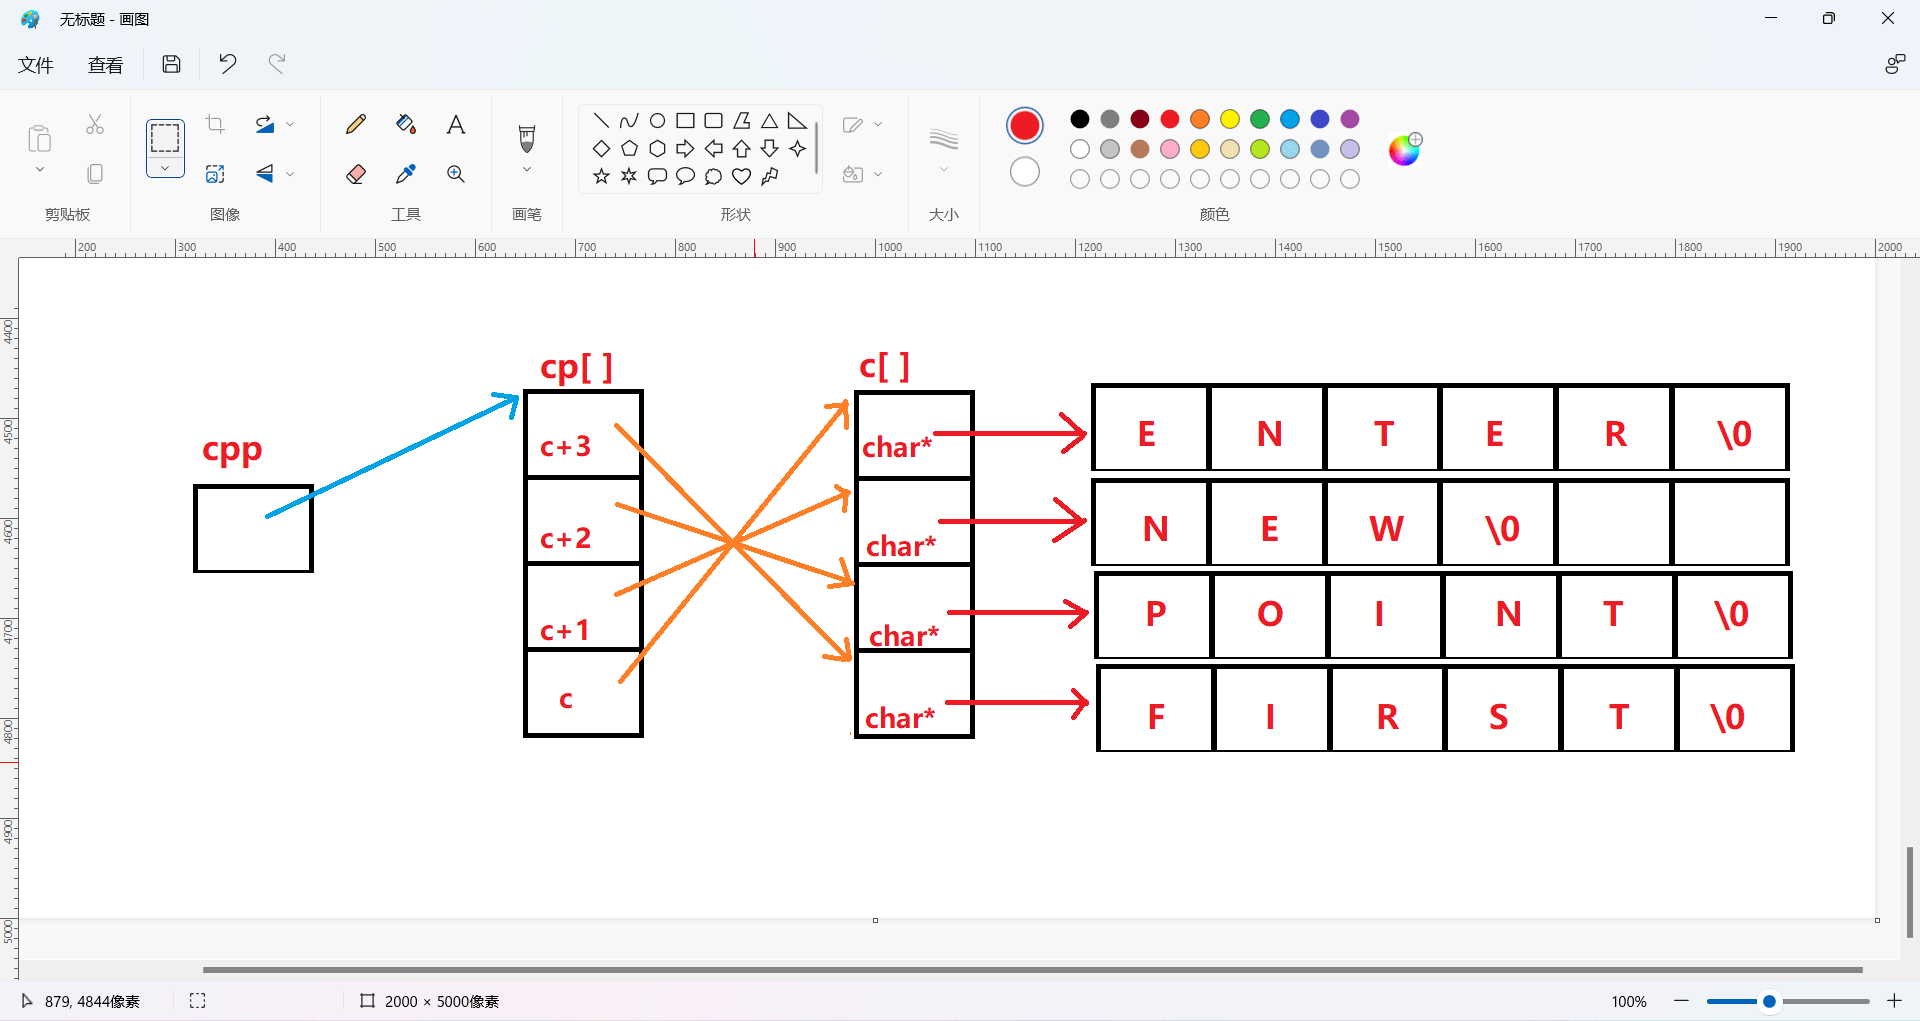 无标题 - 画图
文件 查看
剪贴板 图像 工具 画笔 形状 大小 颜色
200 300 400 500 600 700 800 900 1000 1100 1200 1300 1400 1500 1600 1700 1800 1900 2000
4400
4500
4600
4700
4800
4900
5000
cp[ ] c[ ]
cpp
c+3 char* E N T E R \0
c+2 char* N E W \0
c+1 char* P O I N T \0
c char* F I R S T \0
879, 4844像素 2000 × 5000像素 100%